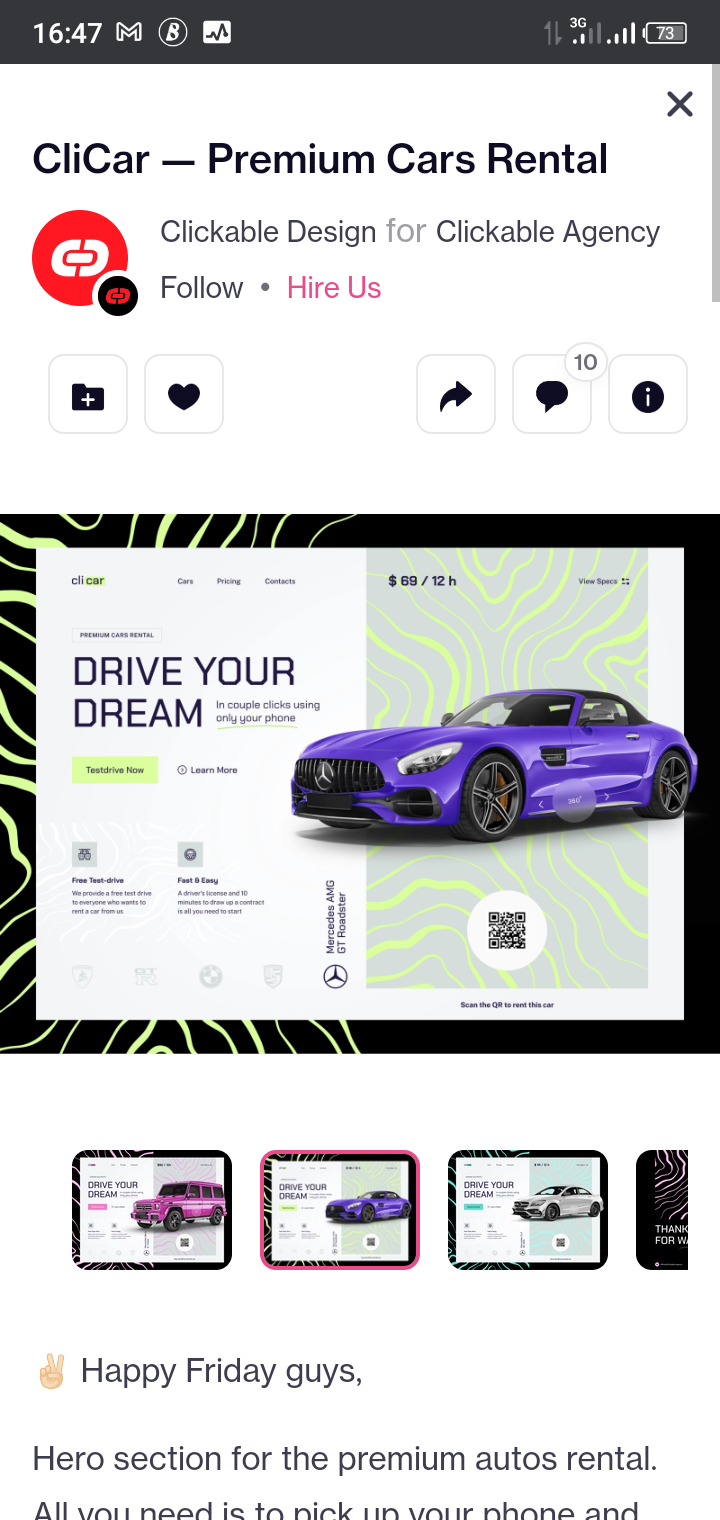 16:47
3G
73
CliCar — Premium Cars Rental
Clickable Design for Clickable Agency
Follow • Hire Us
10
cli car
Cars
Pricing
Contacts
$ 69 / 12 h
View Specs
PREMIUM CARS RENTAL
DRIVE YOUR
DREAM
In couple clicks using
only your phone
Testdrive Now
Learn More
360°
Free Test-drive
We provide a free test drive
to everyone who wants to
rent a car from us
Fast & Easy
A driver's license and 10
minutes to draw up a contract
is all you need to start
Mercedes AMG
GT Roadster
Scan the QR to rent this car
DRIVE YOUR
DREAM
DRIVE YOUR
DREAM
DRIVE YOUR
DREAM
THANK
FOR WA
✌🏻 Happy Friday guys,
Hero section for the premium autos rental.
All you need is to pick up your phone and